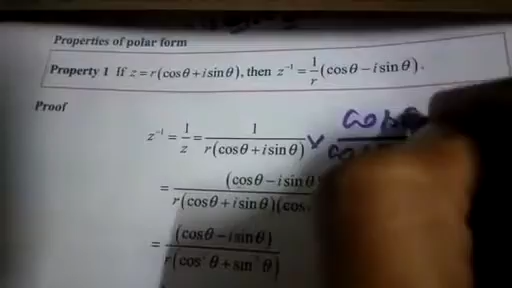 Properties of polar form
Property 1 If z = r(cosθ + i sinθ), then z⁻¹ = 1/r (cosθ − i sinθ).
Proof
z⁻¹ = 1/z = 1/r(cosθ + i sinθ) ×
= (cosθ − i sinθ / r(cosθ + i sinθ)(cos
= (cosθ − i sinθ) / r(cos²θ + sin²θ)